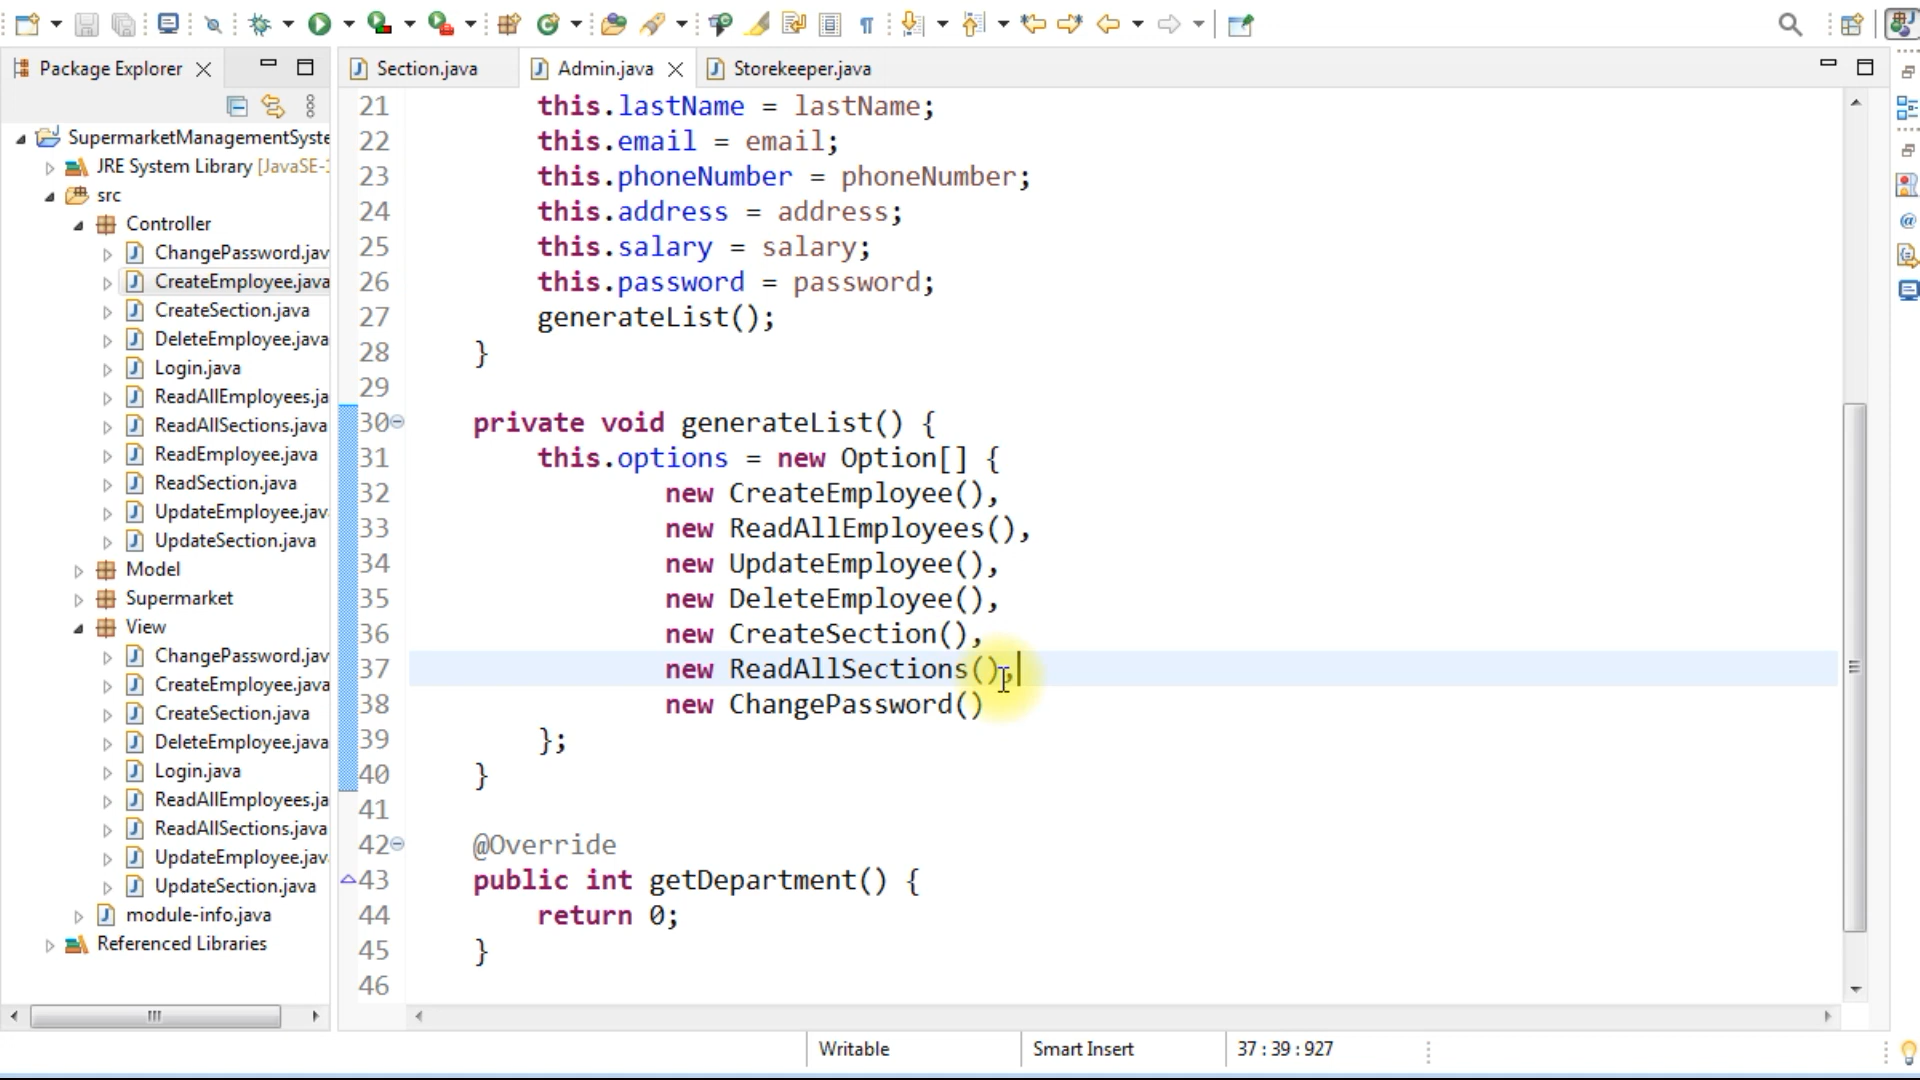 Package Explorer
Section.java
Admin.java
Storekeeper.java
SupermarketManagementSyste
JRE System Library [JavaSE-1
src
Controller
ChangePassword.jav
CreateEmployee.java
CreateSection.java
DeleteEmployee.java
Login.java
ReadAllEmployees.ja
ReadAllSections.java
ReadEmployee.java
ReadSection.java
UpdateEmployee.jav
UpdateSection.java
Model
Supermarket
View
ChangePassword.jav
CreateEmployee.java
CreateSection.java
DeleteEmployee.java
Login.java
ReadAllEmployees.ja
ReadAllSections.java
UpdateEmployee.jav
UpdateSection.java
module-info.java
Referenced Libraries
21 this.lastName = lastName;
22 this.email = email;
23 this.phoneNumber = phoneNumber;
24 this.address = address;
25 this.salary = salary;
26 this.password = password;
27 generateList();
28 }
29
30 private void generateList() {
31 this.options = new Option[] {
32 new CreateEmployee(),
33 new ReadAllEmployees(),
34 new UpdateEmployee(),
35 new DeleteEmployee(),
36 new CreateSection(),
37 new ReadAllSections(),
38 new ChangePassword()
39 };
40 }
41
42 @Override
43 public int getDepartment() {
44 return 0;
45 }
46
Writable
Smart Insert
37 : 39 : 927